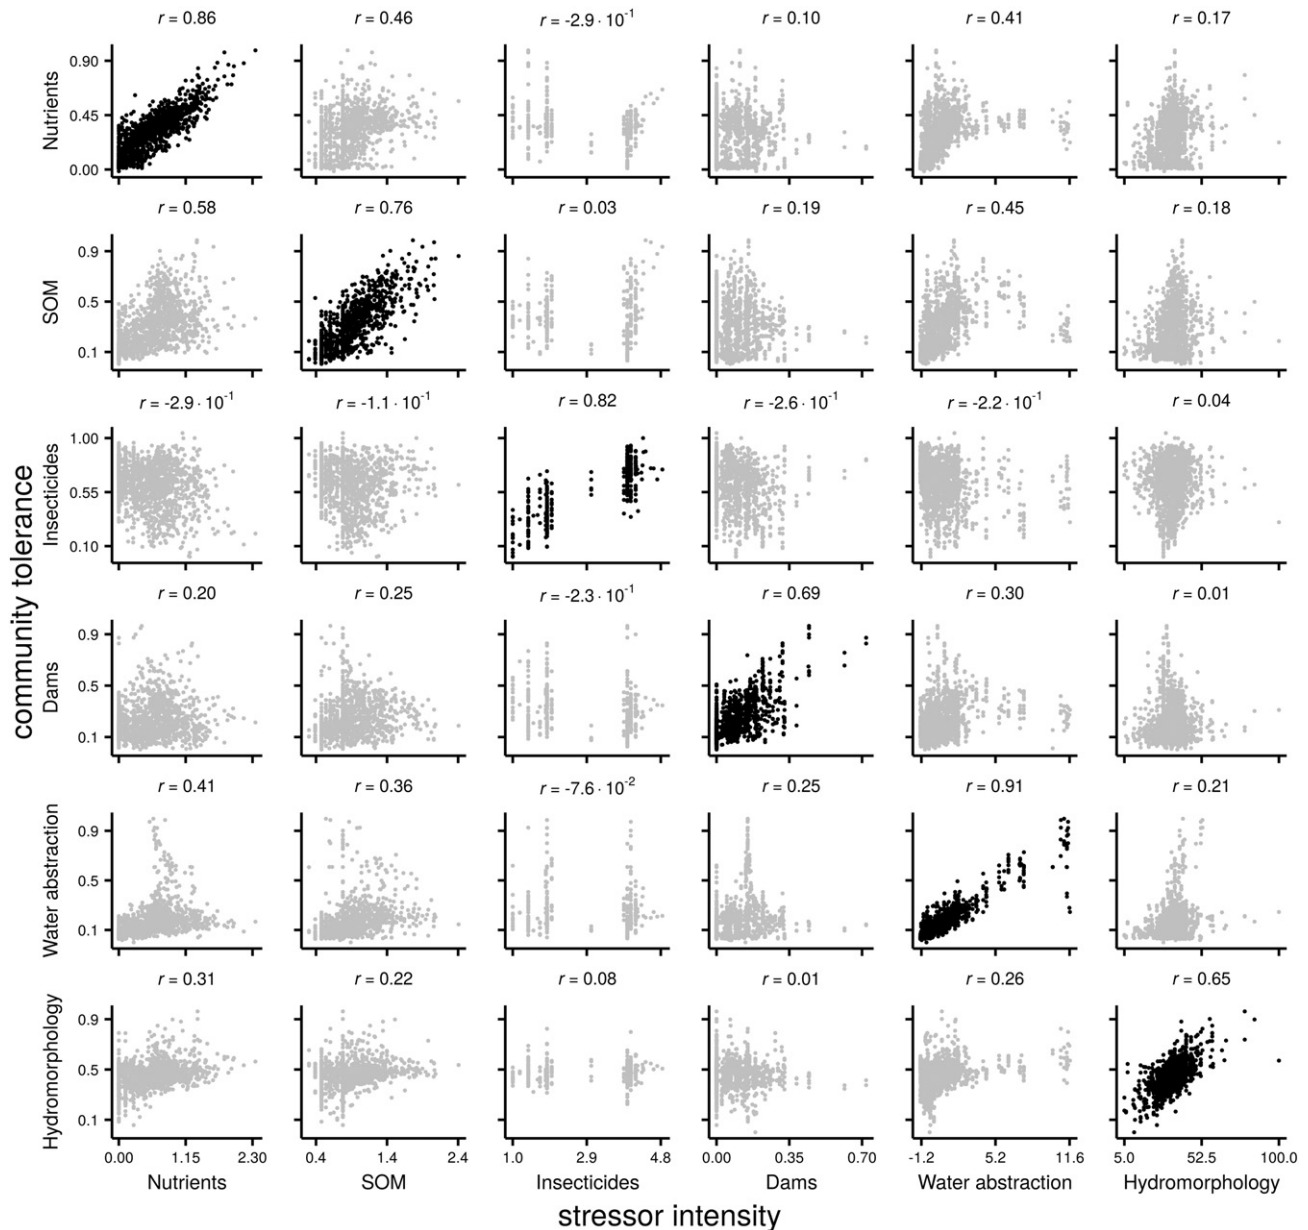 r = 0.86 r = 0.46 r = -2.9 · 10⁻¹ r = 0.10 r = 0.41 r = 0.17
Nutrients
0.90
0.45
0.00
r = 0.58 r = 0.76 r = 0.03 r = 0.19 r = 0.45 r = 0.18
SOM
0.9
0.5
0.1
r = -2.9 · 10⁻¹ r = -1.1 · 10⁻¹ r = 0.82 r = -2.6 · 10⁻¹ r = -2.2 · 10⁻¹ r = 0.04
community tolerance
Insecticides
1.00
0.55
0.10
r = 0.20 r = 0.25 r = -2.3 · 10⁻¹ r = 0.69 r = 0.30 r = 0.01
Dams
0.9
0.5
0.1
r = 0.41 r = 0.36 r = -7.6 · 10⁻² r = 0.25 r = 0.91 r = 0.21
Water abstraction
0.9
0.5
0.1
r = 0.31 r = 0.22 r = 0.08 r = 0.01 r = 0.26 r = 0.65
Hydromorphology
0.9
0.5
0.1
0.00 1.15 2.30 0.4 1.4 2.4 1.0 2.9 4.8 0.00 0.35 0.70 -1.2 5.2 11.6 5.0 52.5 100.0
Nutrients SOM Insecticides Dams Water abstraction Hydromorphology
stressor intensity